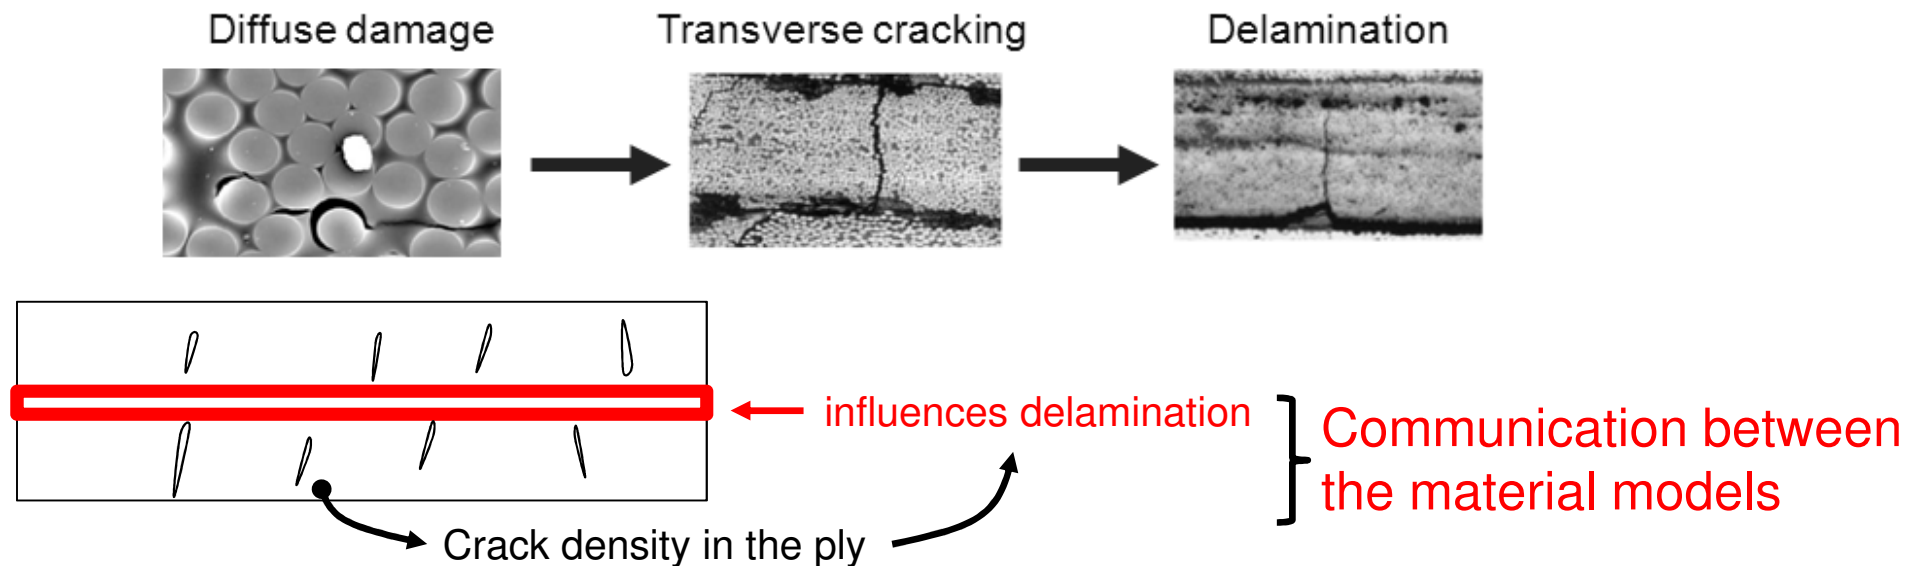 Diffuse damage
Transverse cracking
Delamination
influences delamination
Communication between
the material models
Crack density in the ply